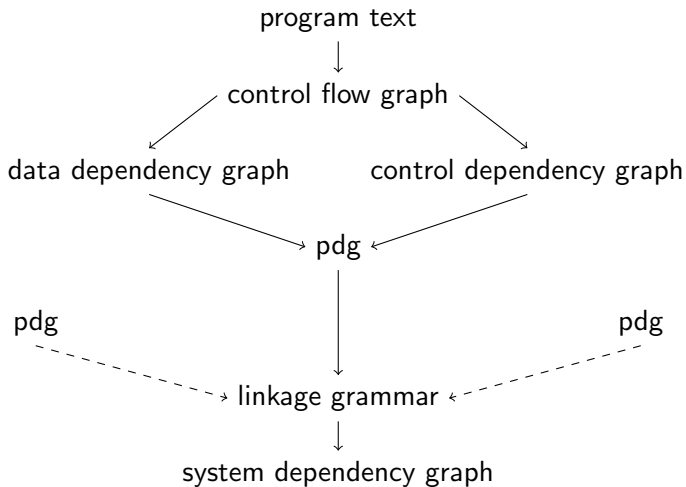 program text
control flow graph
data dependency graph
control dependency graph
pdg
pdg
pdg
linkage grammar
system dependency graph